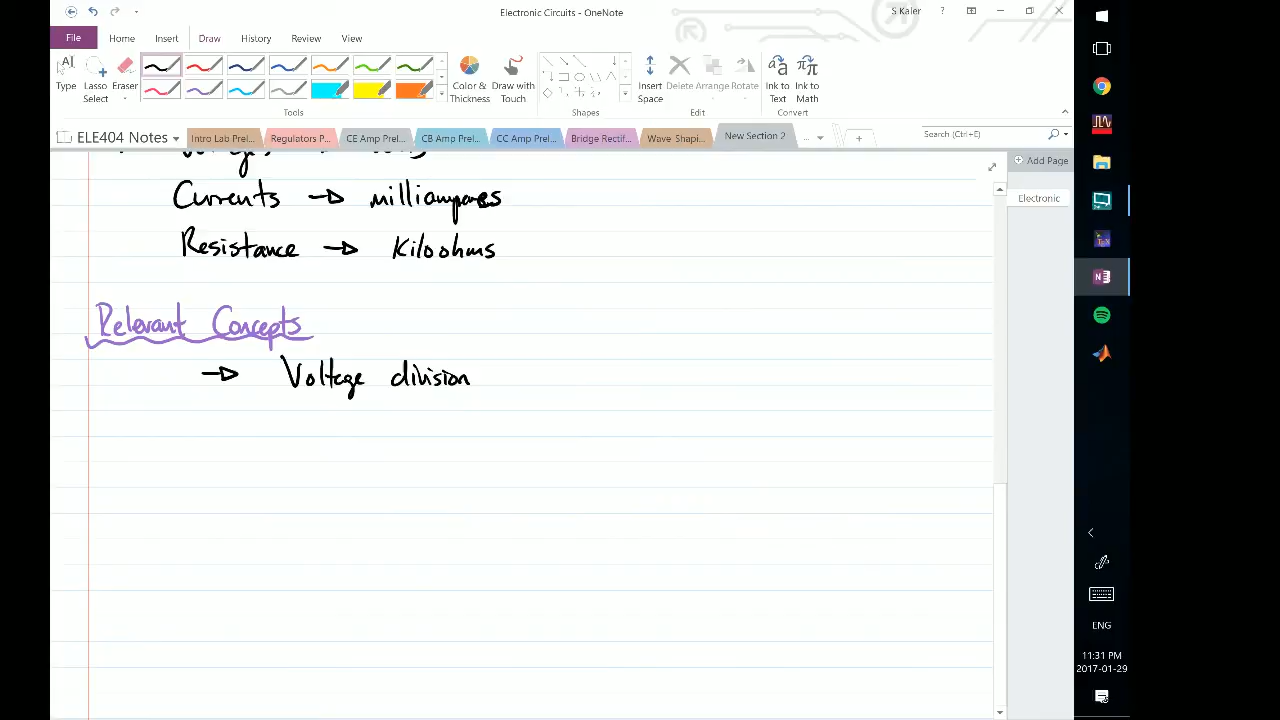 Electronic Circuits - OneNote
S Kaler
?
File Home Insert Draw History Review View
Type Lasso Select Eraser
Color & Thickness Draw with Touch
Insert Space Delete Arrange Rotate
Ink to Text Ink to Math
Tools Shapes Edit Convert
ELE404 Notes
Intro Lab Prel... Regulators P... CE Amp Prel... CB Amp Prel... CC Amp Prel... Bridge Rectif... Wave Shapi... New Section 2 ...
Search (Ctrl+E)
Add Page
Electronic
Currents → milliamperes
Resistance → Kiloohms
Relevant Concepts
→ Voltage division
ENG
11:31 PM
2017-01-29